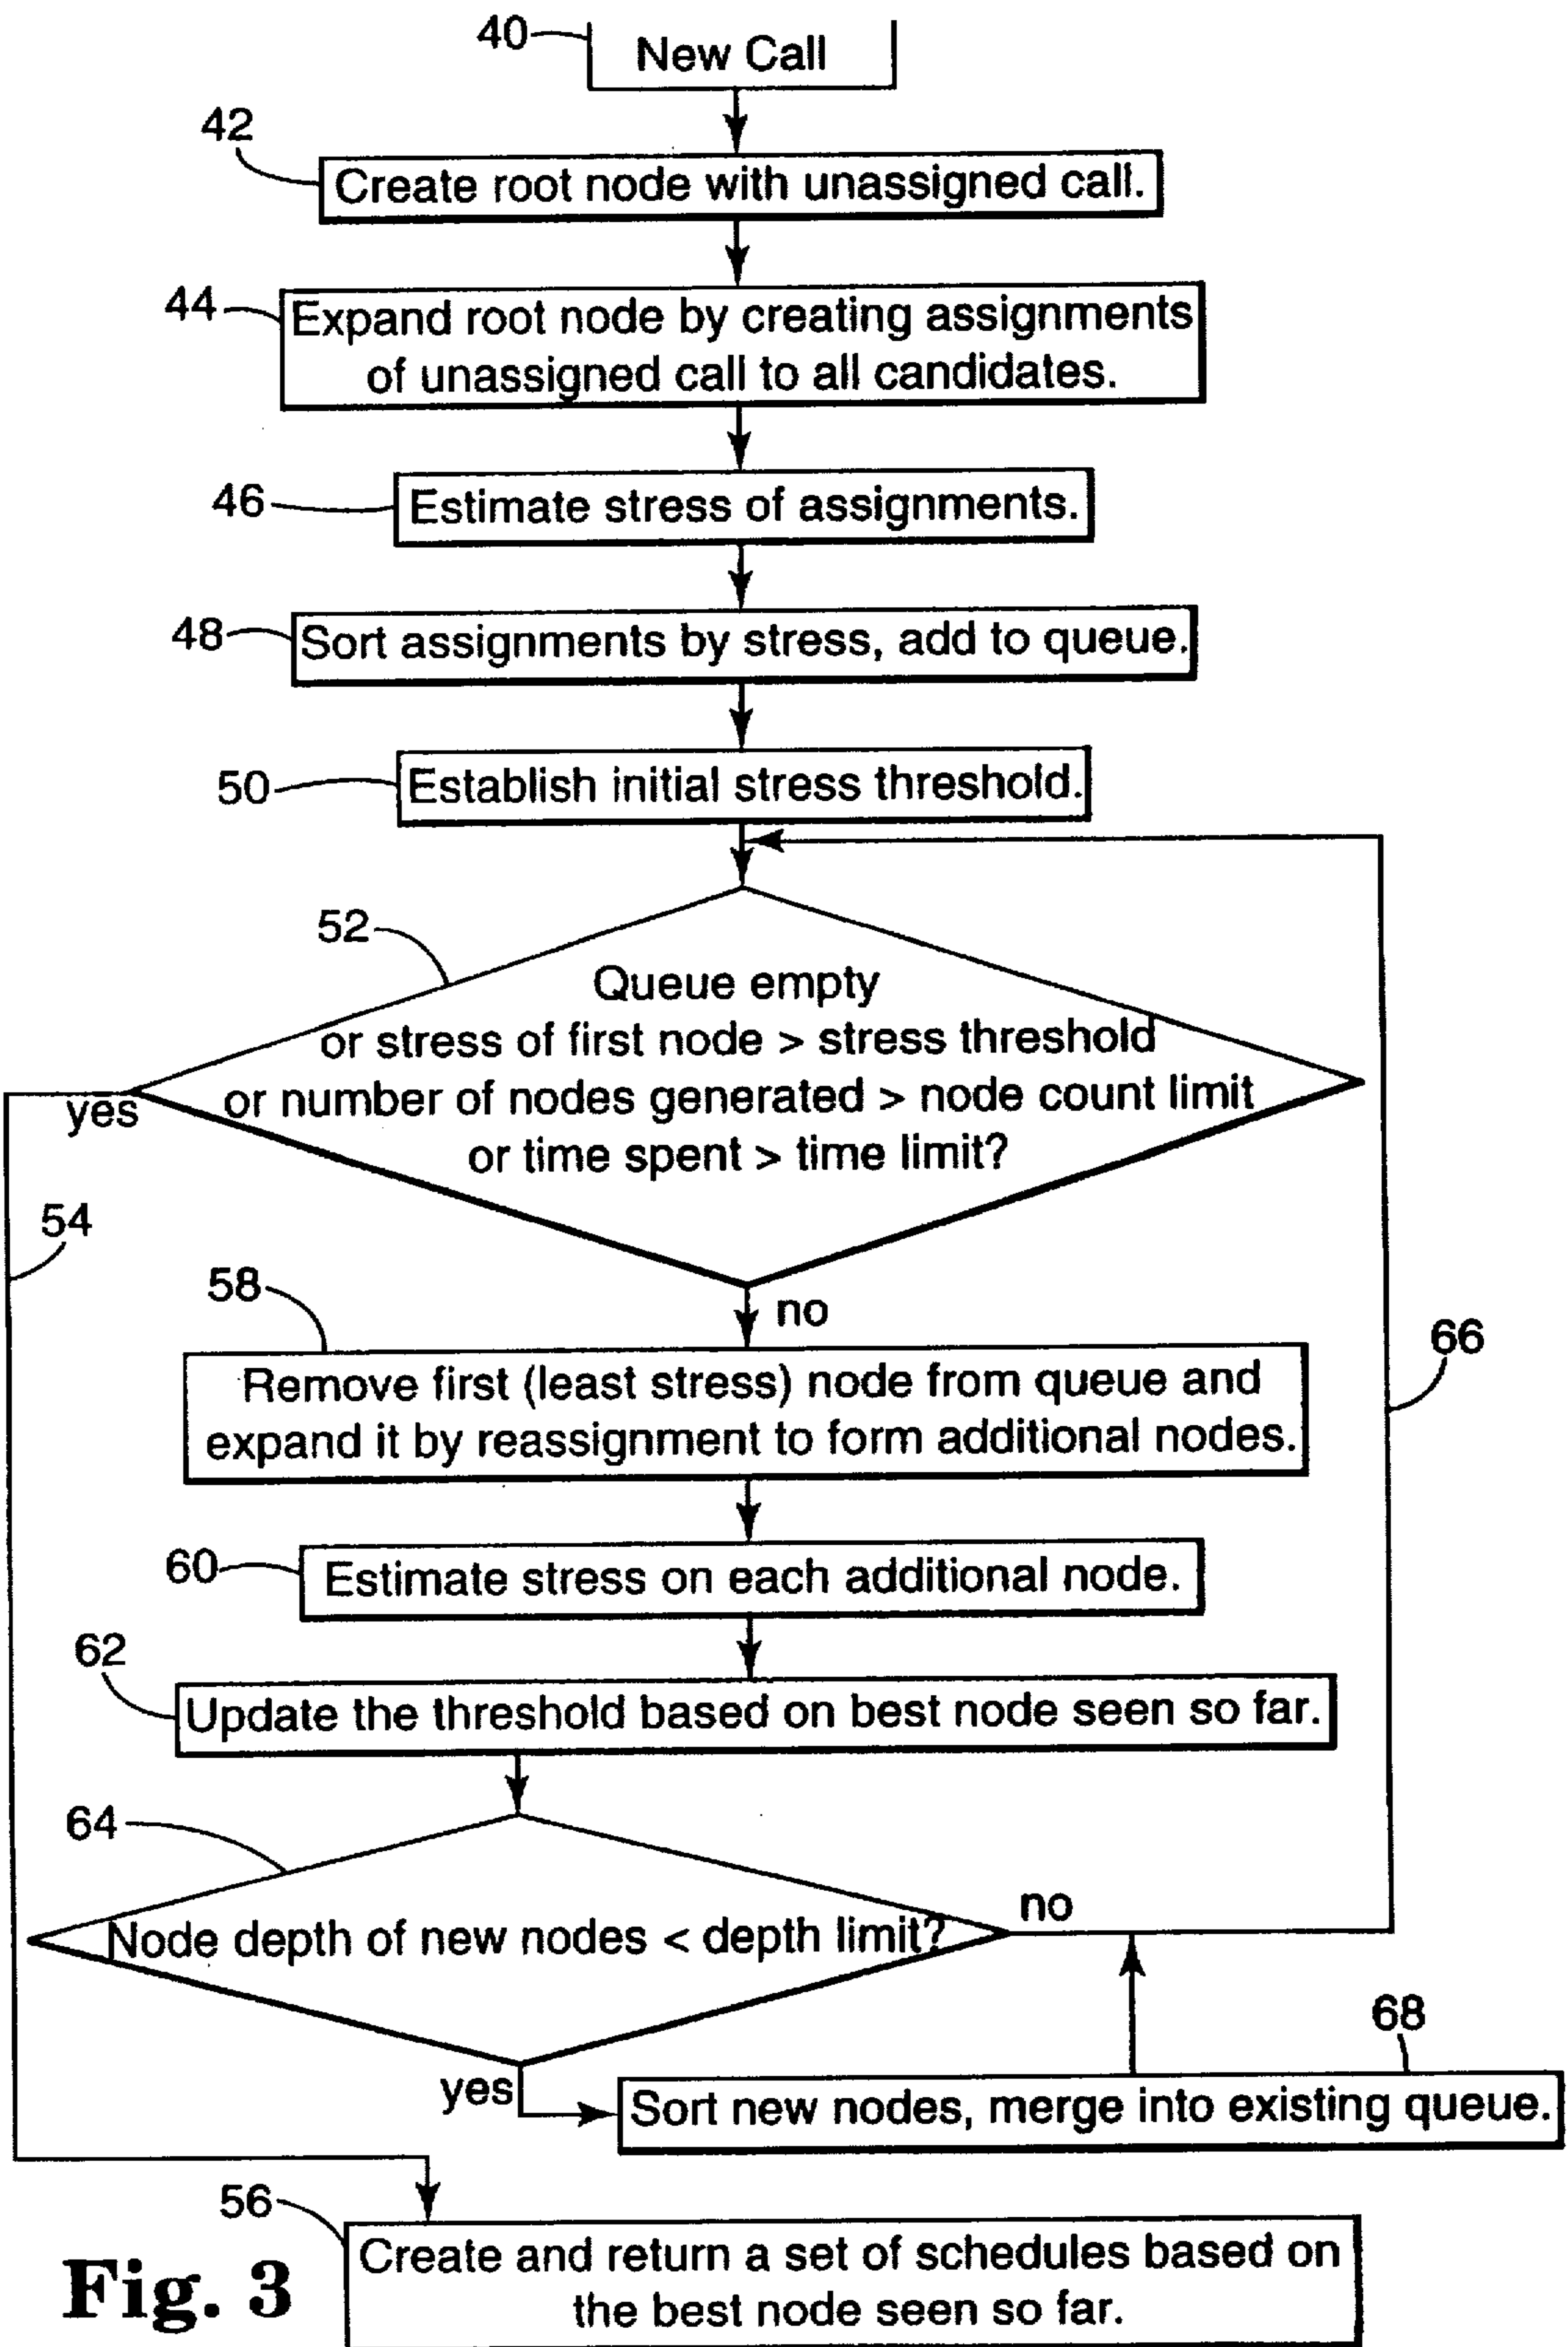 40
New Call
42
Create root node with unassigned call.
44
Expand root node by creating assignments
of unassigned call to all candidates.
46
Estimate stress of assignments.
48
Sort assignments by stress, add to queue.
50
Establish initial stress threshold.
52
Queue empty
or stress of first node > stress threshold
or number of nodes generated > node count limit
or time spent > time limit?
yes
54
58
no
66
Remove first (least stress) node from queue and
expand it by reassignment to form additional nodes.
60
Estimate stress on each additional node.
62
Update the threshold based on best node seen so far.
64
no
Node depth of new nodes < depth limit?
68
yes
Sort new nodes, merge into existing queue.
56
Create and return a set of schedules based on
the best node seen so far.
Fig. 3